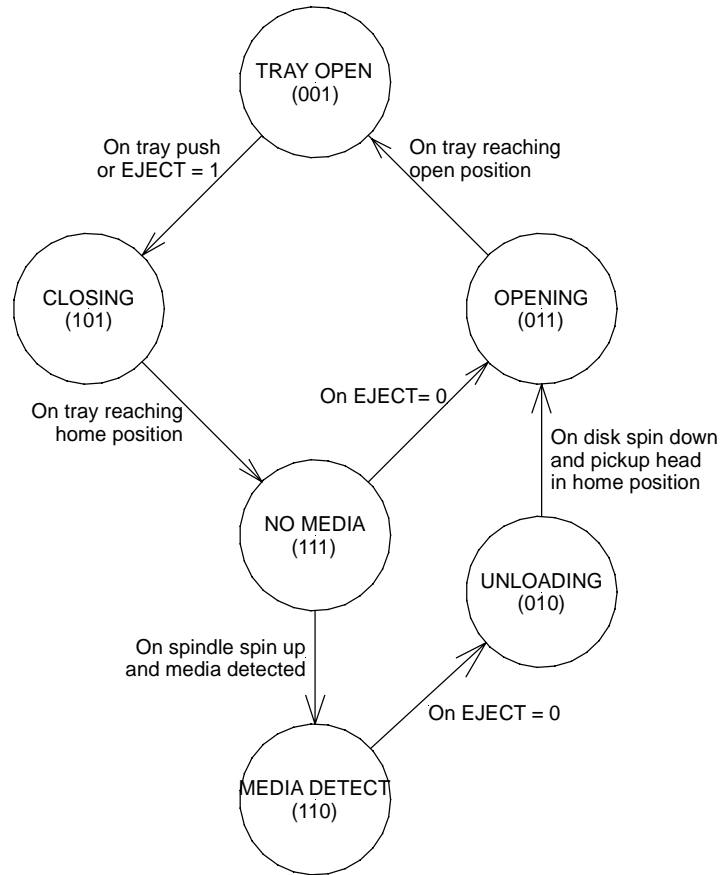 TRAY OPEN
(001)
On tray push
or EJECT = 1
On tray reaching
open position
CLOSING
(101)
OPENING
(011)
On tray reaching
home position
On EJECT= 0
On disk spin down
and pickup head
in home position
NO MEDIA
(111)
UNLOADING
(010)
On spindle spin up
and media detected
On EJECT = 0
MEDIA DETECT
(110)